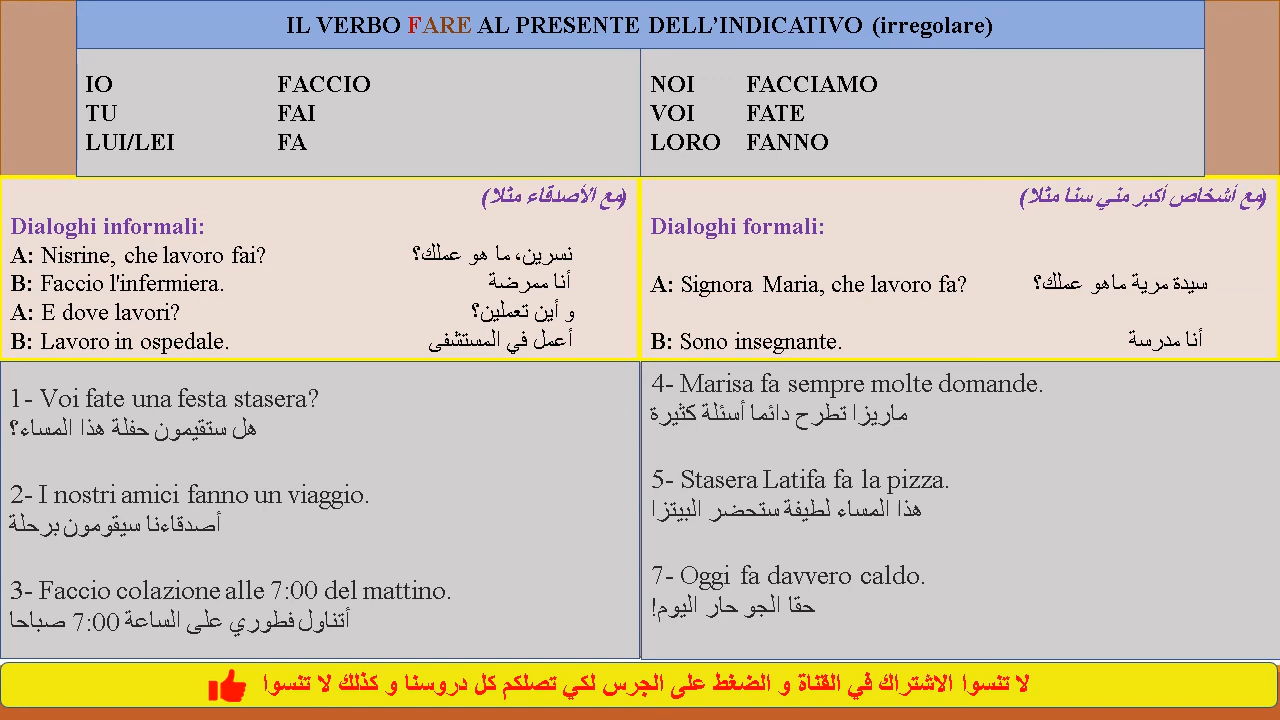 IL VERBO FARE AL PRESENTE DELL’INDICATIVO (irregolare)
IO FACCIO
TU FAI
LUI/LEI FA
NOI FACCIAMO
VOI FATE
LORO FANNO
(مع الأصدقاء مثلا)
Dialoghi informali:
A: Nisrine, che lavoro fai? نسرين، ما هو عملك؟
B: Faccio l'infermiera. أنا ممرضة
A: E dove lavori? و أين تعملين؟
B: Lavoro in ospedale. أعمل في المستشفى
(مع أشخاص أكبر مني سنا مثلا)
Dialoghi formali:
A: Signora Maria, che lavoro fa? سيدة مرية ماهو عملك؟
B: Sono insegnante. أنا مدرسة
1- Voi fate una festa stasera?
هل ستقيمون حفلة هذا المساء؟
2- I nostri amici fanno un viaggio.
أصدقاءنا سيقومون برحلة
3- Faccio colazione alle 7:00 del mattino.
أتناول فطوري على الساعة 7:00 صباحا
4- Marisa fa sempre molte domande.
ماريزا تطرح دائما أسئلة كثيرة
5- Stasera Latifa fa la pizza.
هذا المساء لطيفة ستحضر البيتزا
7- Oggi fa davvero caldo.
حقا الجو حار اليوم!
لا تنسوا الاشتراك في القناة و الضغط على الجرس لكي تصلكم كل دروسنا و كذلك لا تنسوا